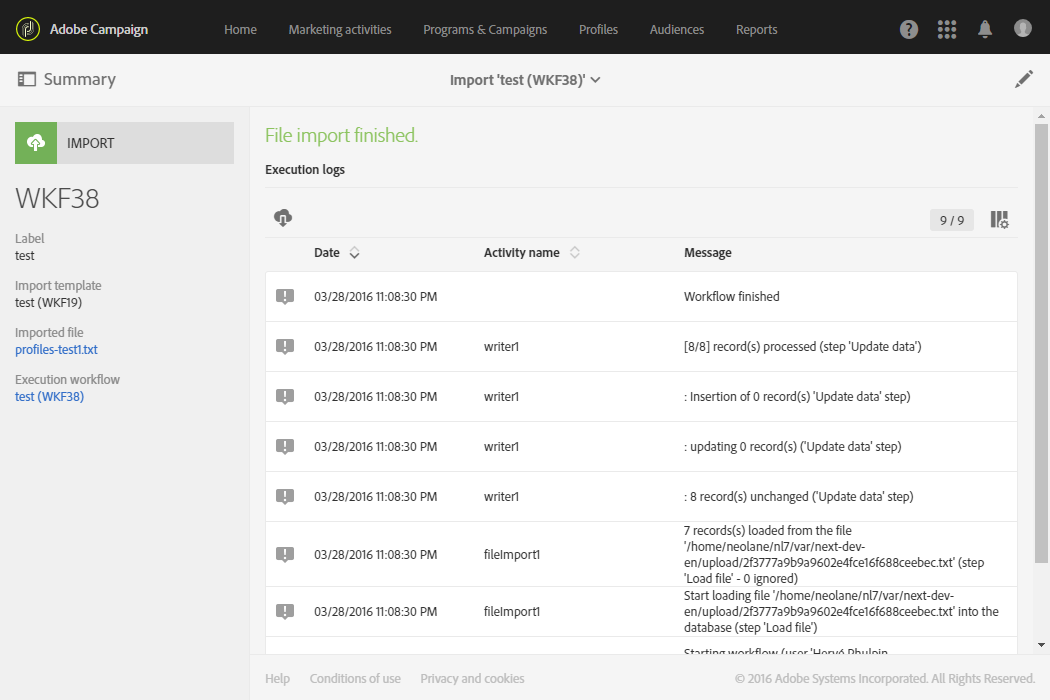 Adobe Campaign
Home
Marketing activities
Programs & Campaigns
Profiles
Audiences
Reports
Summary
Import 'test (WKF38)'
IMPORT
WKF38
Label
test
Import template
test (WKF19)
Imported file
profiles-test1.txt
Execution workflow
test (WKF38)
File import finished.
Execution logs
9 / 9
Date
Activity name
Message
03/28/2016 11:08:30 PM
Workflow finished
03/28/2016 11:08:30 PM
writer1
[8/8] record(s) processed (step 'Update data')
03/28/2016 11:08:30 PM
writer1
: Insertion of 0 record(s) 'Update data' step)
03/28/2016 11:08:30 PM
writer1
: updating 0 record(s) ('Update data' step)
03/28/2016 11:08:30 PM
writer1
: 8 record(s) unchanged ('Update data' step)
03/28/2016 11:08:30 PM
fileImport1
7 records(s) loaded from the file
'/home/neolane/nl7/var/next-dev-
en/upload/2f3777a9b9a9602e4fce16f688ceebec.txt' (step
'Load file' - 0 ignored)
03/28/2016 11:08:30 PM
fileImport1
Start loading file '/home/neolane/nl7/var/next-dev-
en/upload/2f3777a9b9a9602e4fce16f688ceebec.txt' into the
database (step 'Load file')
Starting workflow (user 'Hervé Phulpin
Help
Conditions of use
Privacy and cookies
© 2016 Adobe Systems Incorporated. All Rights Reserved.